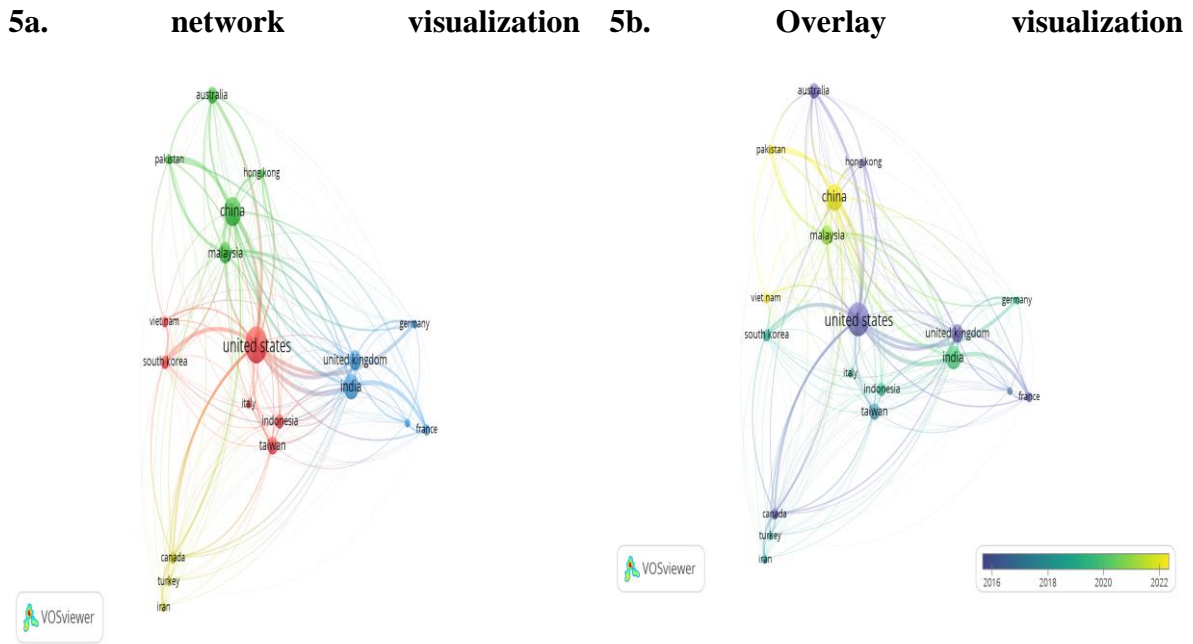 5a. network visualization
australia
pakistan
hong kong
china
malaysia
viet nam
united states
germany
south korea
united kingdom
india
italy
indonesia
france
taiwan
canada
turkey
iran
VOSviewer
5b. Overlay visualization
australia
pakistan
hong kong
china
malaysia
viet nam
germany
united states
south korea
united kingdom
india
italy
indonesia
france
taiwan
canada
turkey
iran
VOSviewer
2016 2018 2020 2022